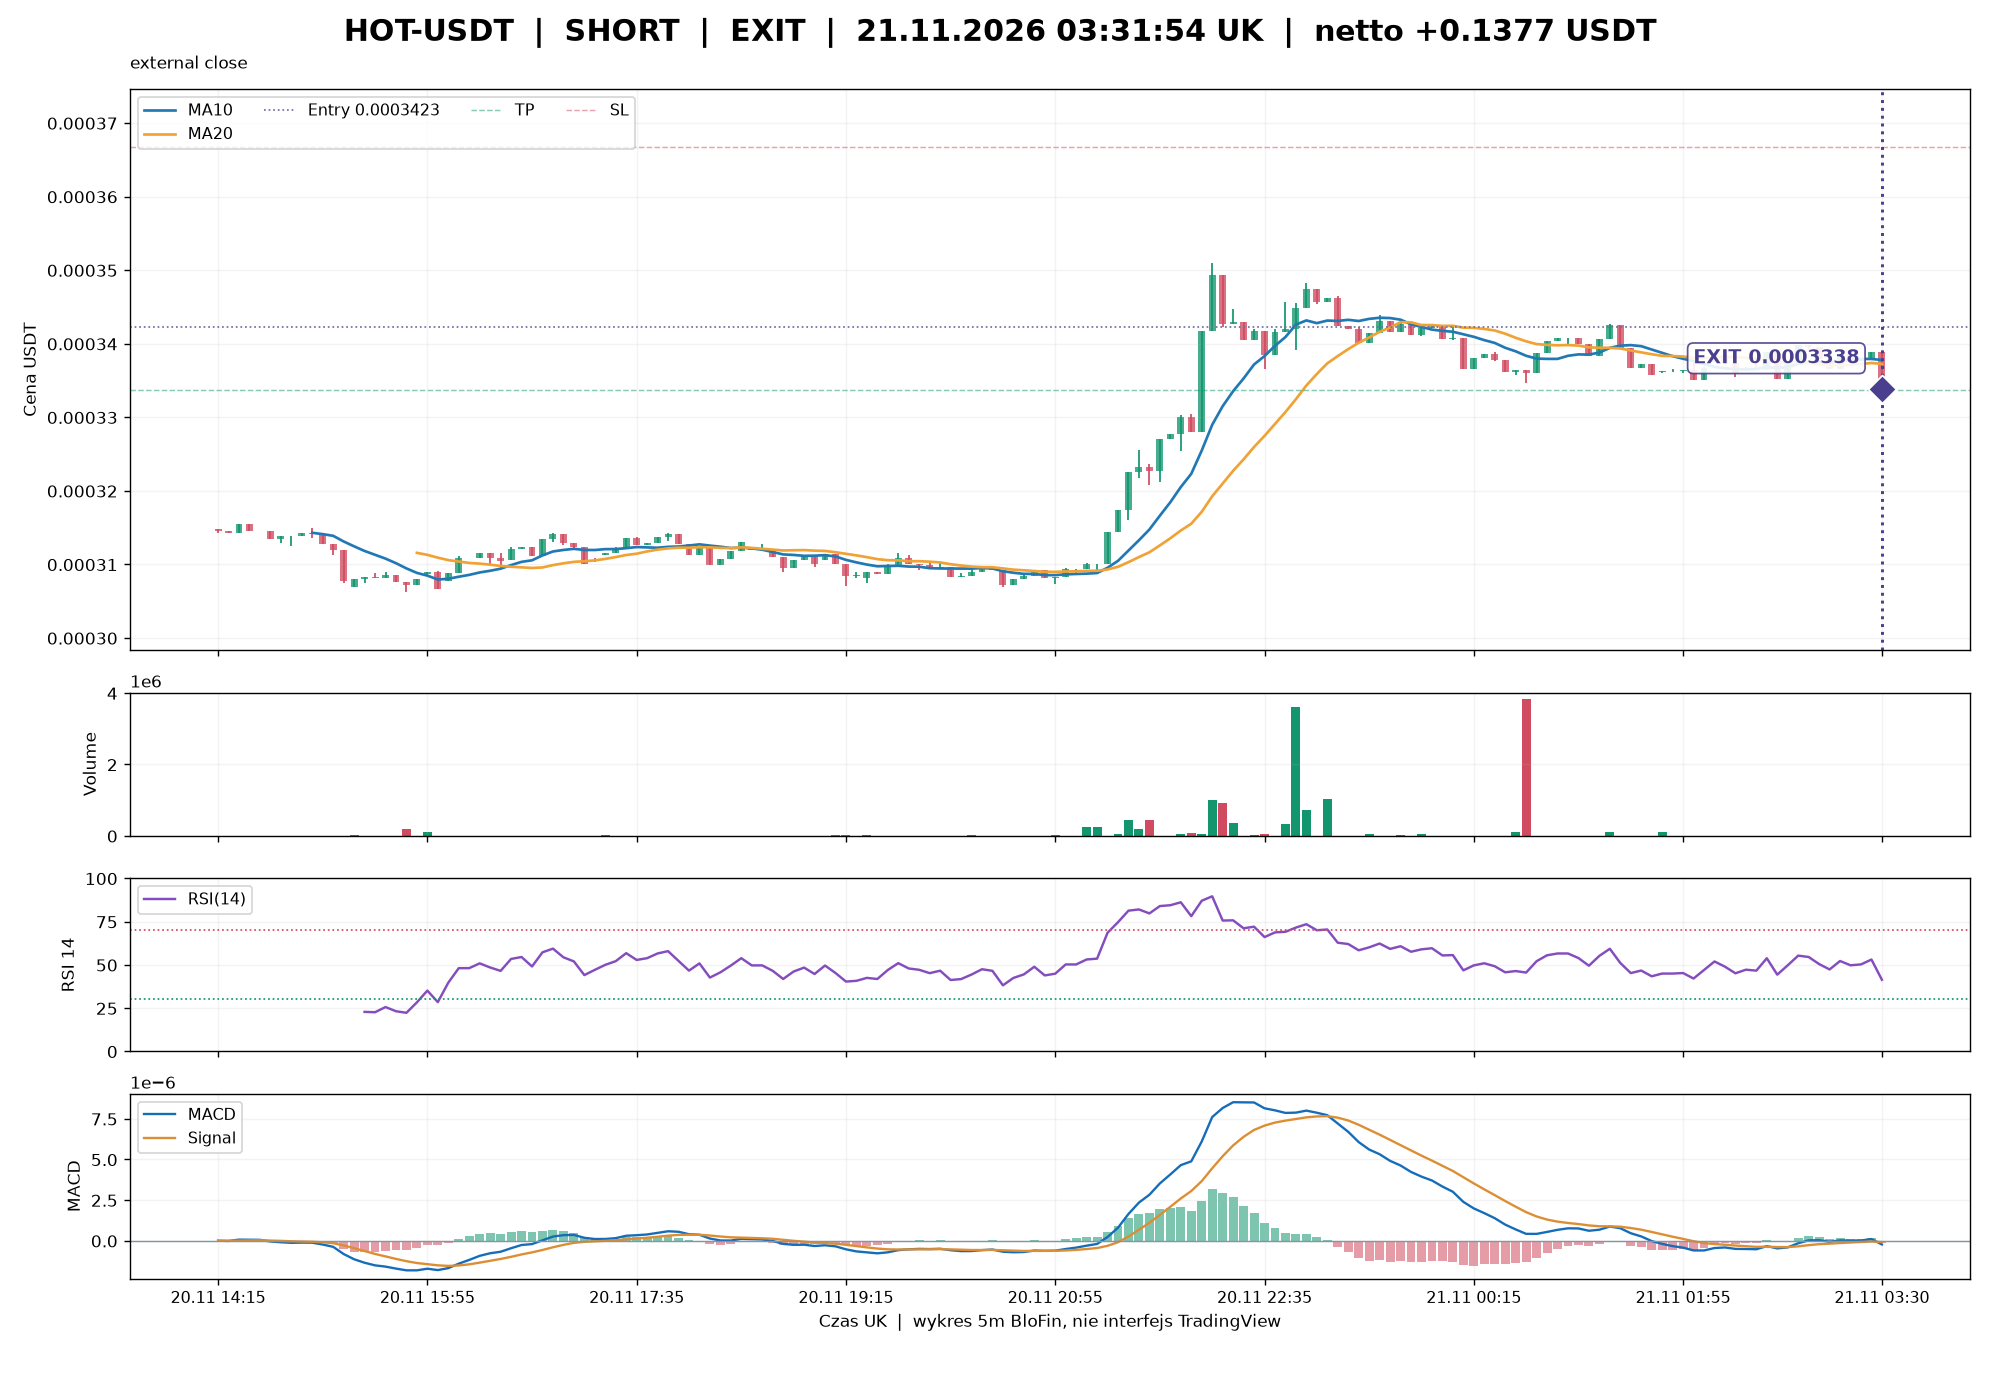 HOT-USDT | SHORT | EXIT | 21.11.2026 03:31:54 UK | netto +0.1377 USDT
external close
MA10
MA20
Entry 0.0003423
TP
SL
Cena USDT
0.00037
0.00036
0.00035
0.00034
0.00033
0.00032
0.00031
0.00030
EXIT 0.0003338
1e6
Volume
4
2
0
RSI(14)
RSI 14
100
75
50
25
0
1e−6
MACD
Signal
MACD
7.5
5.0
2.5
0.0
20.11 14:15
20.11 15:55
20.11 17:35
20.11 19:15
20.11 20:55
20.11 22:35
21.11 00:15
21.11 01:55
21.11 03:30
Czas UK | wykres 5m BloFin, nie interfejs TradingView